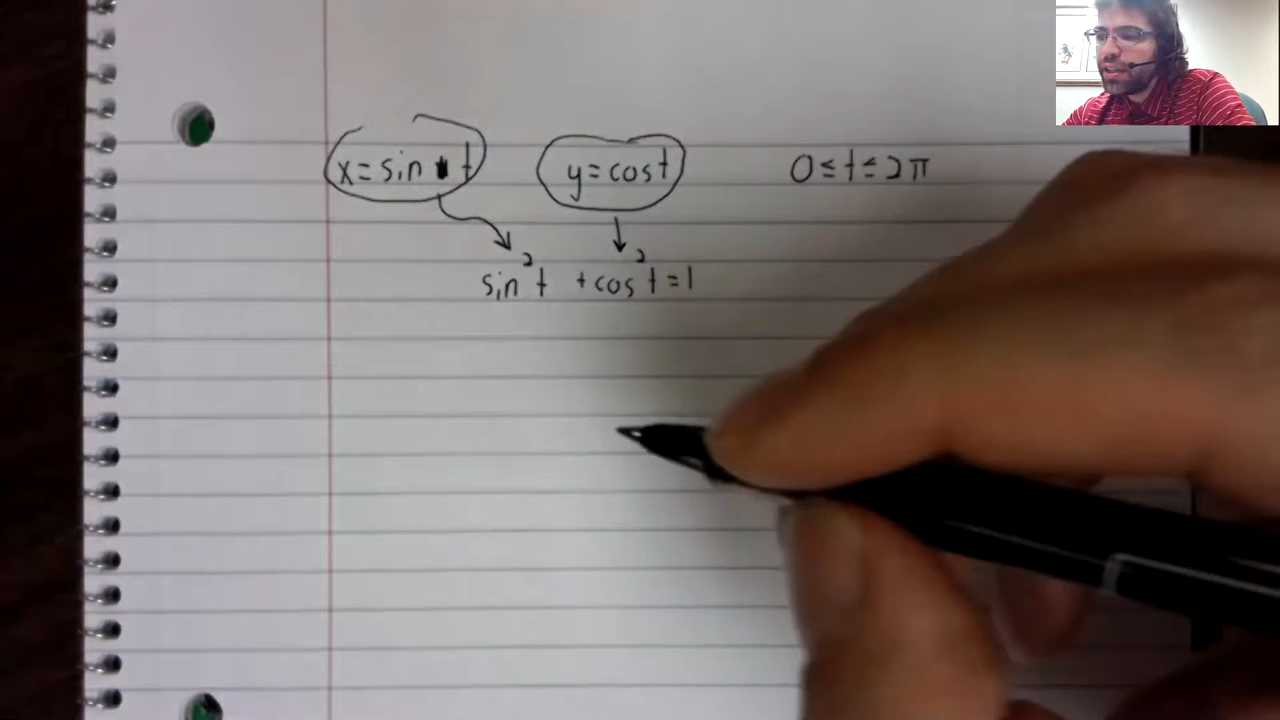 x = sin t y = cos t 0 ≤ t ≤ 2π
sin² t + cos² t = 1